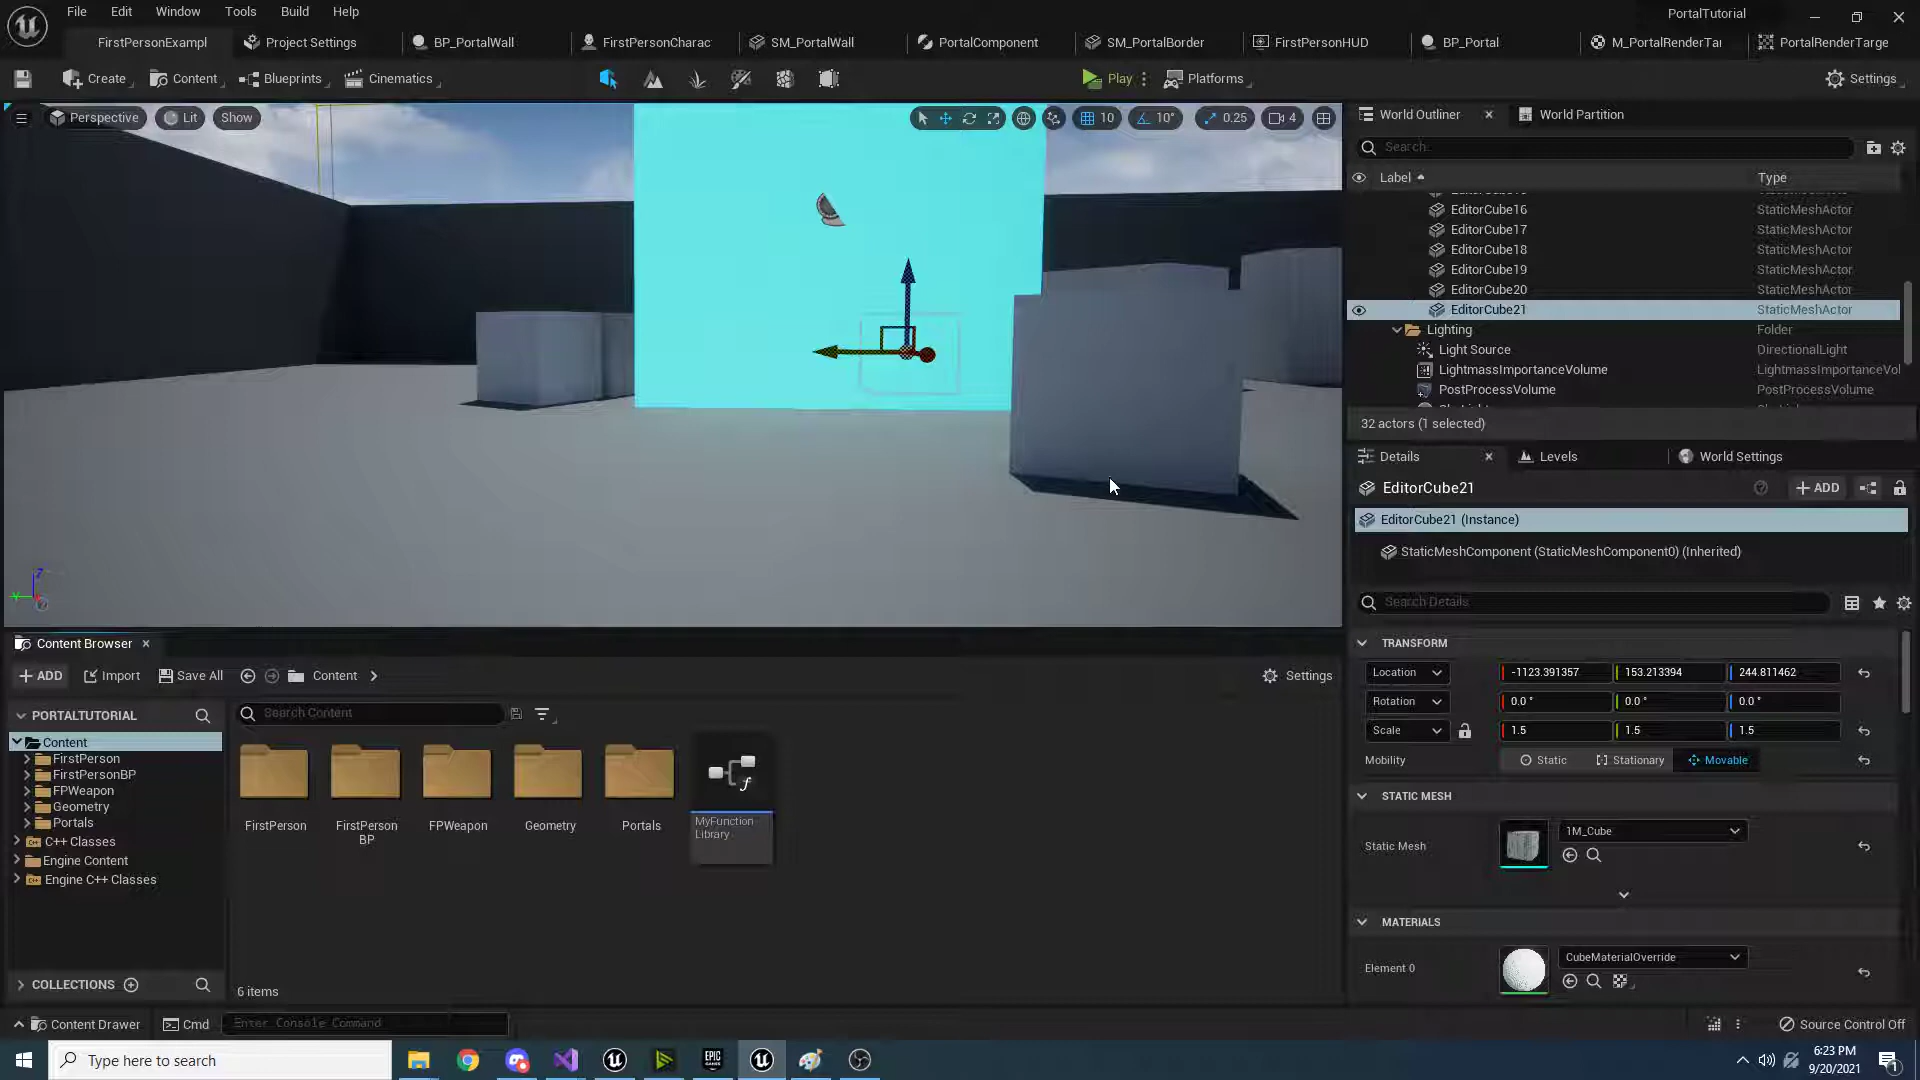 File Edit Window Tools Build Help
PortalTutorial
FirstPersonExampl Project Settings BP_PortalWall FirstPersonCharac SM_PortalWall PortalComponent SM_PortalBorder FirstPersonHUD BP_Portal M_PortalRenderTar PortalRenderTarge
Create Content Blueprints Cinematics Play Platforms Settings
Perspective Lit Show 10 10° 0.25 4
World Outliner World Partition
Search...
Label Type
EditorCube16 StaticMeshActor
EditorCube17 StaticMeshActor
EditorCube18 StaticMeshActor
EditorCube19 StaticMeshActor
EditorCube20 StaticMeshActor
EditorCube21 StaticMeshActor
Lighting Folder
Light Source DirectionalLight
LightmassImportanceVolume LightmassImportanceVol
PostProcessVolume PostProcessVolume
32 actors (1 selected)
Details Levels World Settings
EditorCube21 ADD
EditorCube21 (Instance)
StaticMeshComponent (StaticMeshComponent0) (Inherited)
Search Details
TRANSFORM
Location -1123.391357 153.213394 244.811462
Rotation 0.0 ° 0.0 ° 0.0 °
Scale 1.5 1.5 1.5
Mobility Static Stationary Movable
STATIC MESH
Static Mesh 1M_Cube
MATERIALS
Element 0 CubeMaterialOverride
Content Browser
ADD Import Save All Content Settings
PORTALTUTORIAL
Search Content
Content
FirstPerson
FirstPersonBP
FPWeapon
Geometry
Portals
C++ Classes
Engine Content
Engine C++ Classes
FirstPerson
FirstPerson
BP
FPWeapon
Geometry
Portals
MyFunction
Library
COLLECTIONS
6 items
Content Drawer Cmd Enter Console Command Source Control Off
Type here to search
EPIC
GAMES
6:23 PM
9/20/2021
1